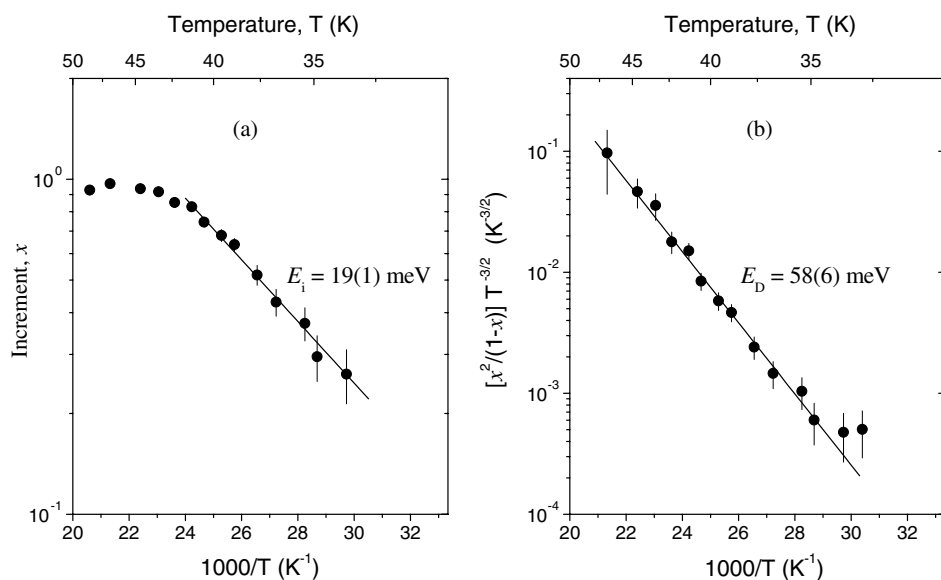 Temperature, T (K)
50 45 40 35
(a)
10⁰
Increment, x
E_i = 19(1) meV
10⁻¹
20 22 24 26 28 30 32
1000/T (K⁻¹)
Temperature, T (K)
50 45 40 35
(b)
10⁻¹
10⁻²
[x²/(1-x)] T⁻³/² (K⁻³/²)
E_D = 58(6) meV
10⁻³
10⁻⁴
20 22 24 26 28 30 32
1000/T (K⁻¹)